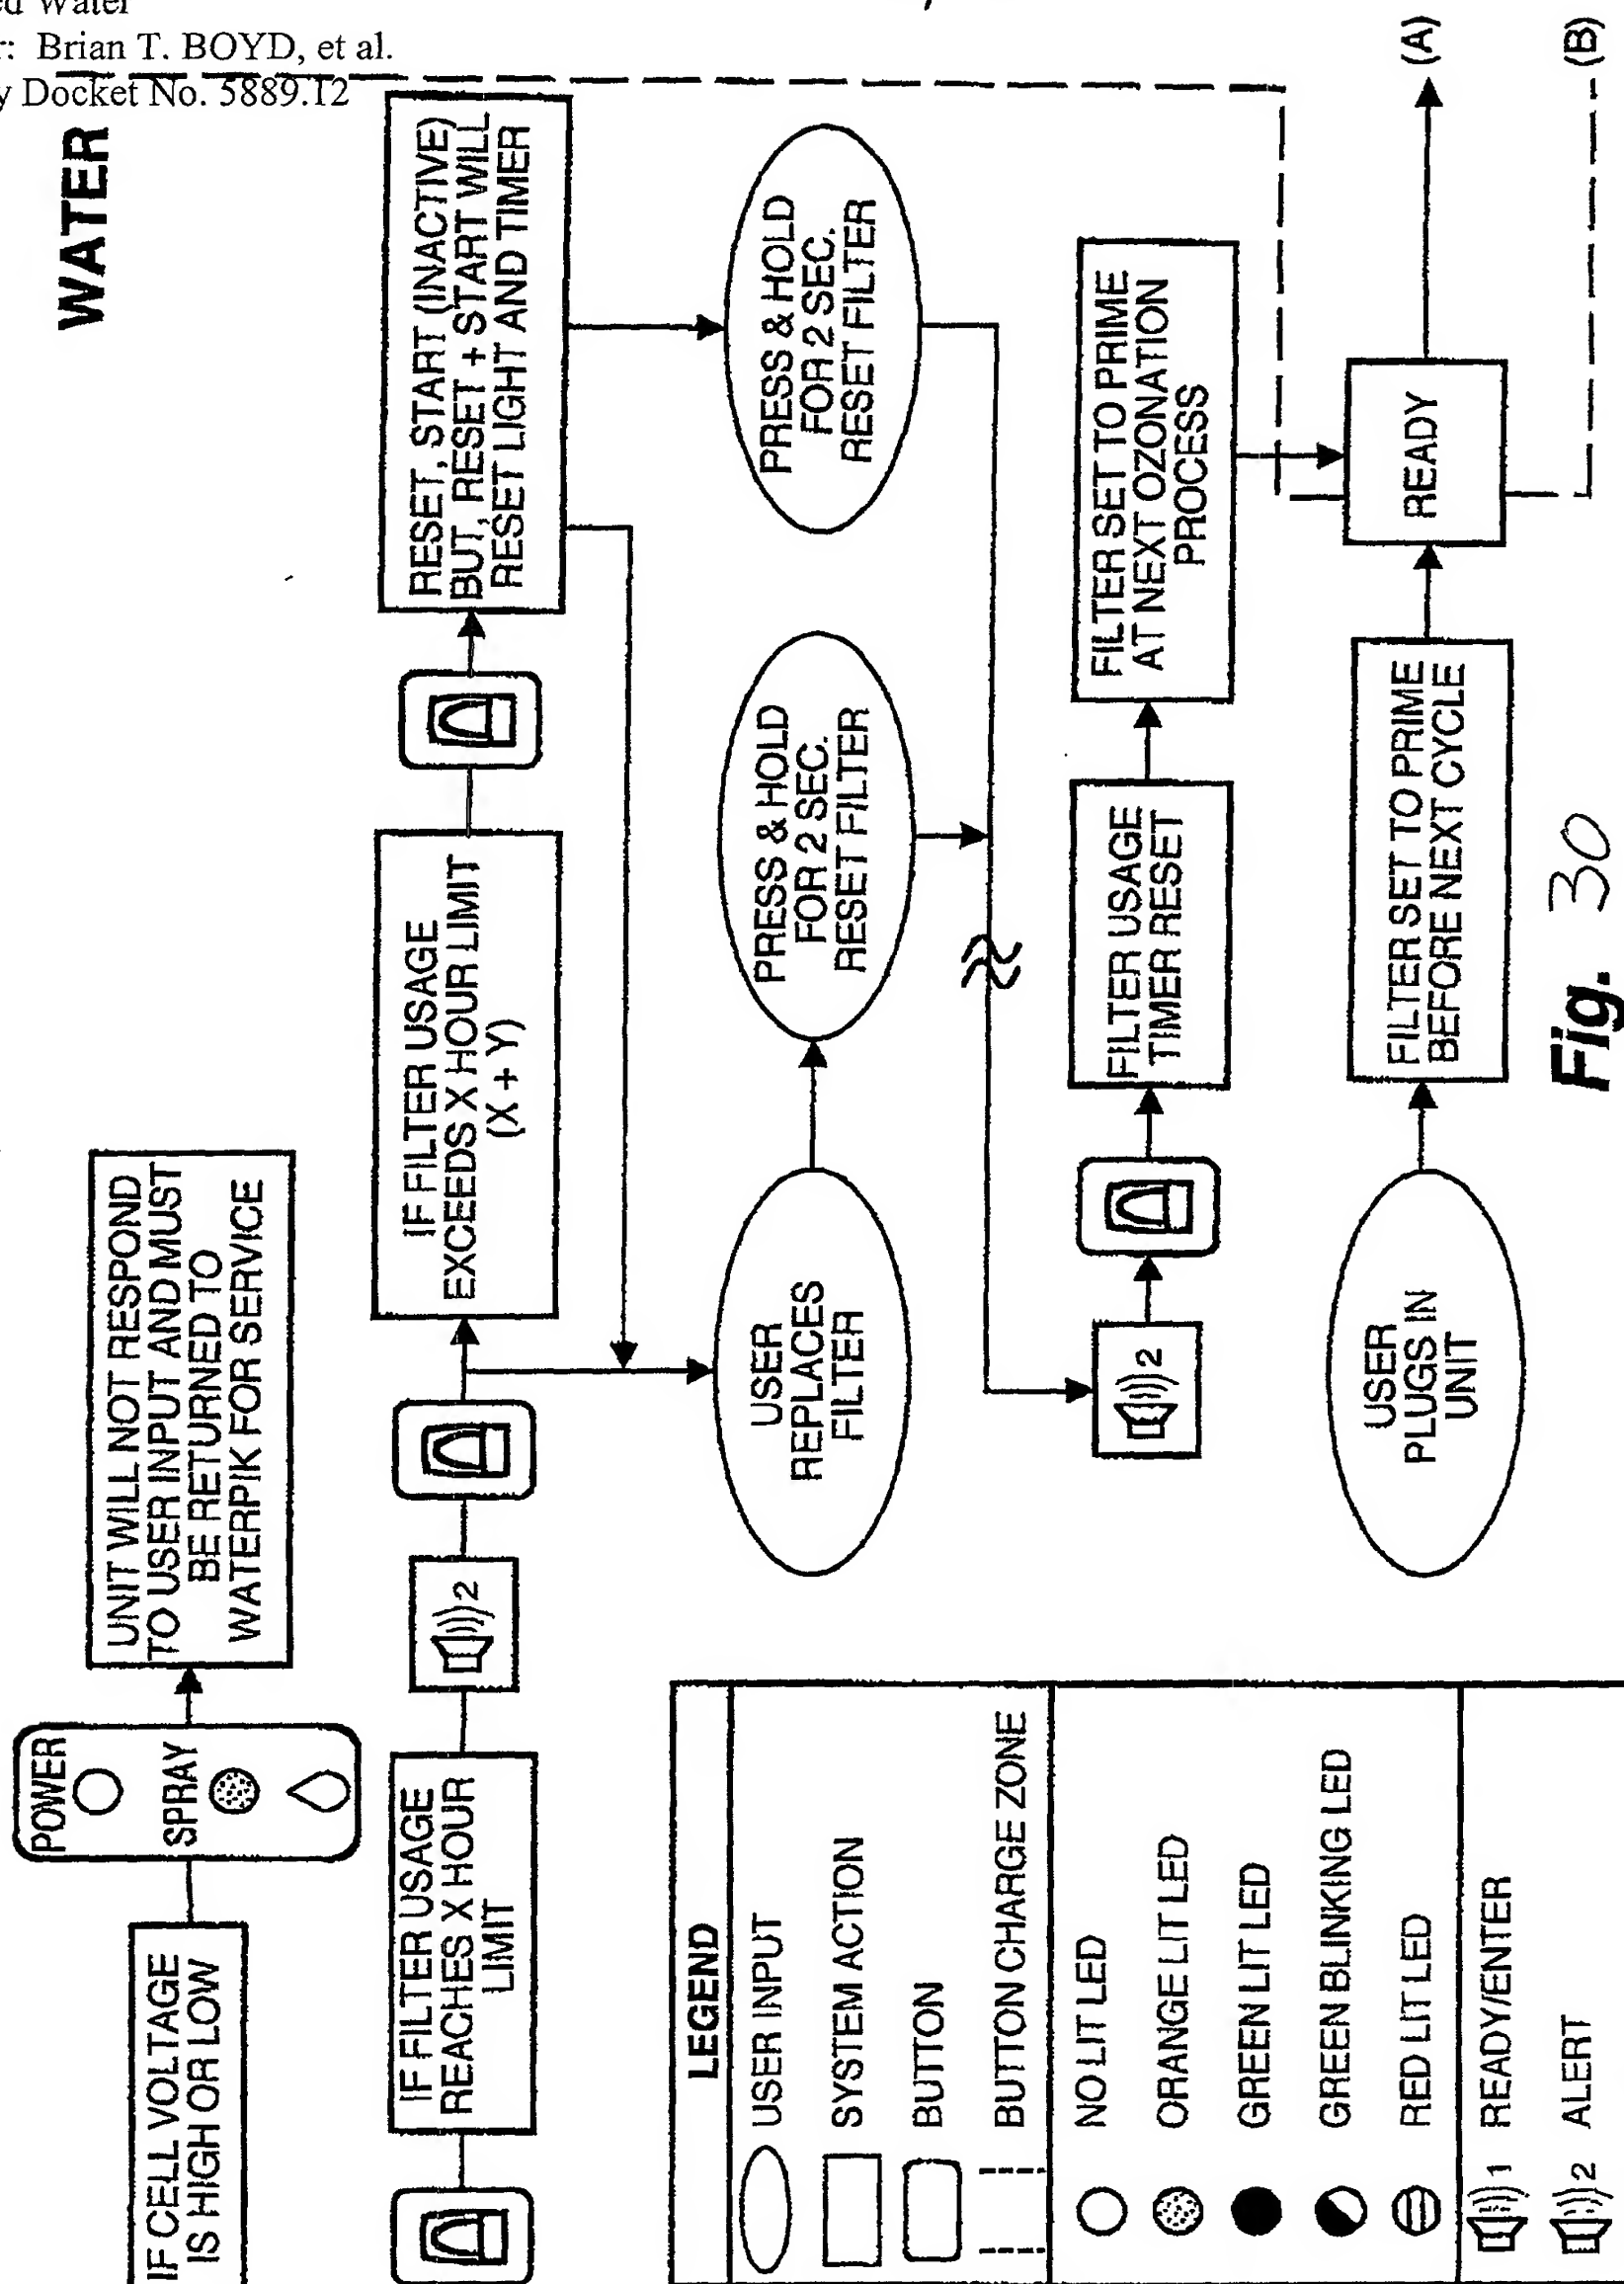 ed Water
r: Brian T. BOYD, et al.
y Docket No. 5889.12
WATER
IF CELL VOLTAGE
IS HIGH OR LOW
POWER
SPRAY
UNIT WILL NOT RESPOND
TO USER INPUT AND MUST
BE RETURNED TO
WATERPIK FOR SERVICE
IF FILTER USAGE
REACHES X HOUR
LIMIT
2
IF FILTER USAGE
EXCEEDS X HOUR LIMIT
(X + Y)
RESET, START (INACTIVE)
BUT, RESET + START WILL
RESET LIGHT AND TIMER
USER
REPLACES
FILTER
PRESS & HOLD
FOR 2 SEC.
RESET FILTER
PRESS & HOLD
FOR 2 SEC.
RESET FILTER
2
FILTER USAGE
TIMER RESET
FILTER SET TO PRIME
AT NEXT OZONATION
PROCESS
USER
PLUGS IN
UNIT
FILTER SET TO PRIME
BEFORE NEXT CYCLE
READY
(A)
(B)
LEGEND
USER INPUT
SYSTEM ACTION
BUTTON
BUTTON CHARGE ZONE
NO LIT LED
ORANGE LIT LED
GREEN LIT LED
GREEN BLINKING LED
RED LIT LED
1 READY/ENTER
2 ALERT
Fig. 30